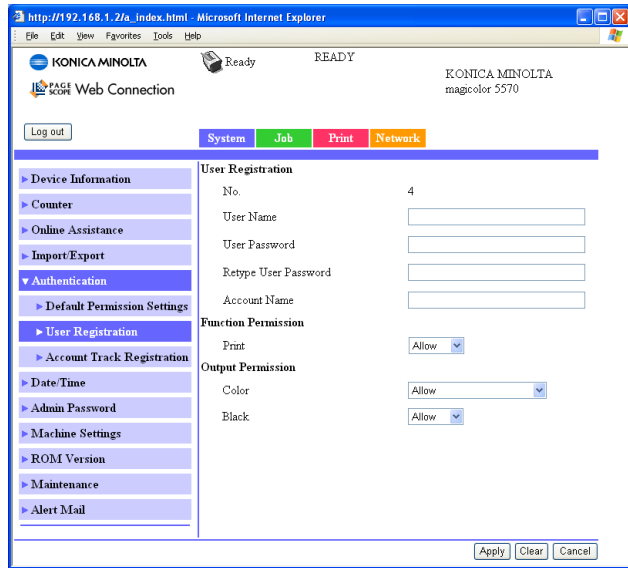 http://192.168.1.2/a_index.html - Microsoft Internet Explorer
File Edit View Favorites Tools Help
KONICA MINOLTA
Ready
READY
KONICA MINOLTA
magicolor 5570
PAGE SCOPE Web Connection
Log out
System
Job
Print
Network
Device Information
Counter
Online Assistance
Import/Export
Authentication
Default Permission Settings
User Registration
Account Track Registration
Date/Time
Admin Password
Machine Settings
ROM Version
Maintenance
Alert Mail
User Registration
No. 4
User Name
User Password
Retype User Password
Account Name
Function Permission
Print Allow
Output Permission
Color Allow
Black Allow
Apply Clear Cancel